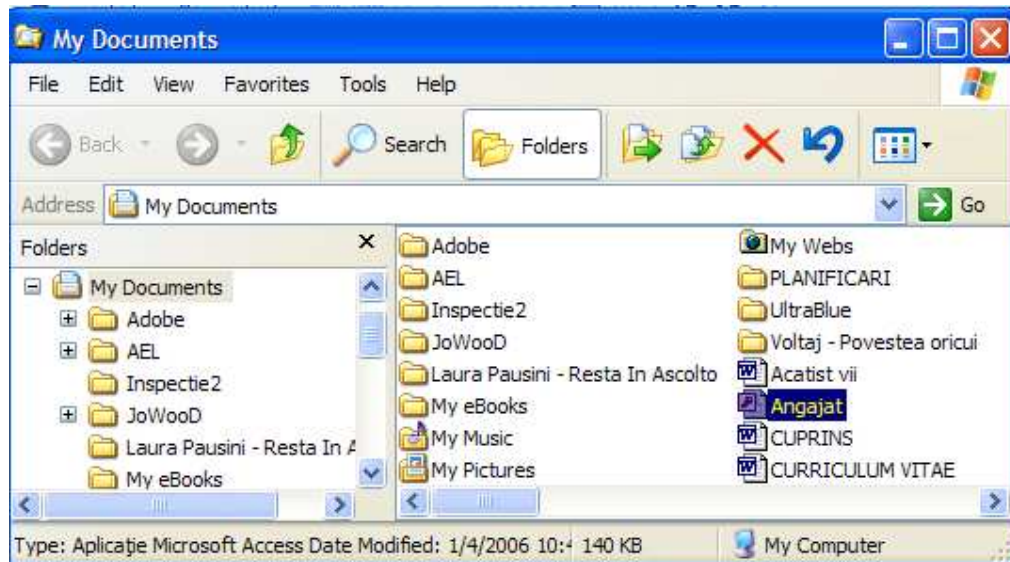 My Documents
File Edit View Favorites Tools Help
Back Search Folders
Address My Documents Go
Folders
My Documents
Adobe
AEL
Inspectie2
JoWooD
Laura Pausini - Resta In A
My eBooks
Adobe
AEL
Inspectie2
JoWooD
Laura Pausini - Resta In Ascolto
My eBooks
My Music
My Pictures
My Webs
PLANIFICARI
UltraBlue
Voltaj - Povestea oricui
Acatist vii
Angajat
CUPRINS
CURRICULUM VITAE
Type: Aplicaţie Microsoft Access Date Modified: 1/4/2006 10:4 140 KB My Computer